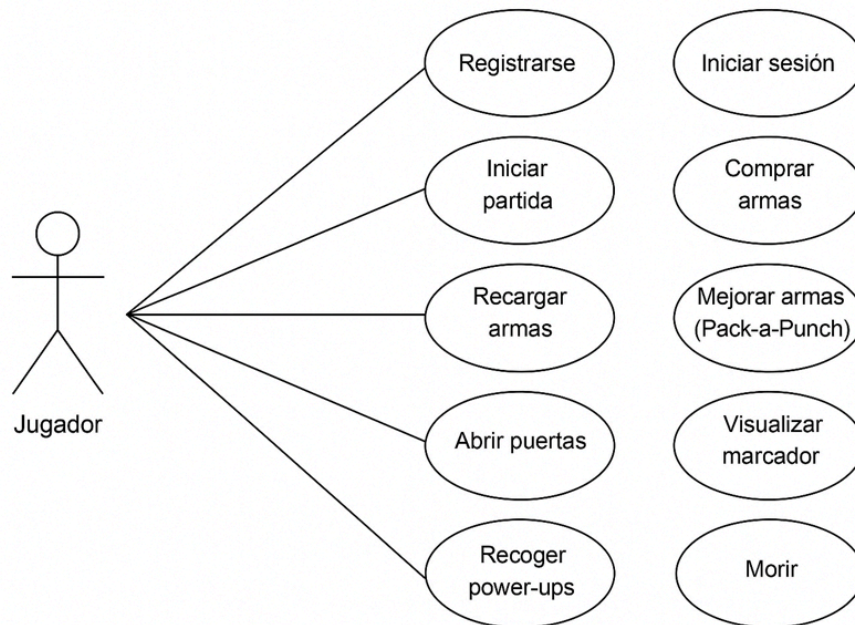 Registrarse
Iniciar sesión
Iniciar
partida
Comprar
armas
Recargar
armas
Mejorar armas
(Pack-a-Punch)
Jugador
Abrir puertas
Visualizar
marcador
Recoger
power-ups
Morir